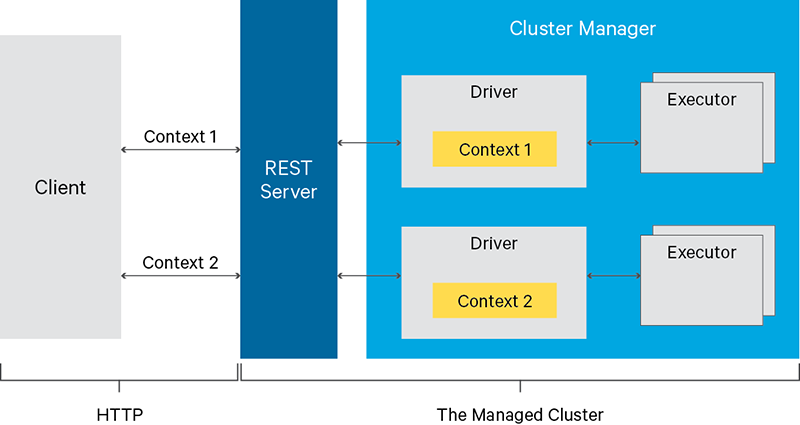 Cluster Manager
Client
Context 1
Context 2
REST
Server
Driver
Context 1
Executor
Driver
Context 2
Executor
HTTP
The Managed Cluster